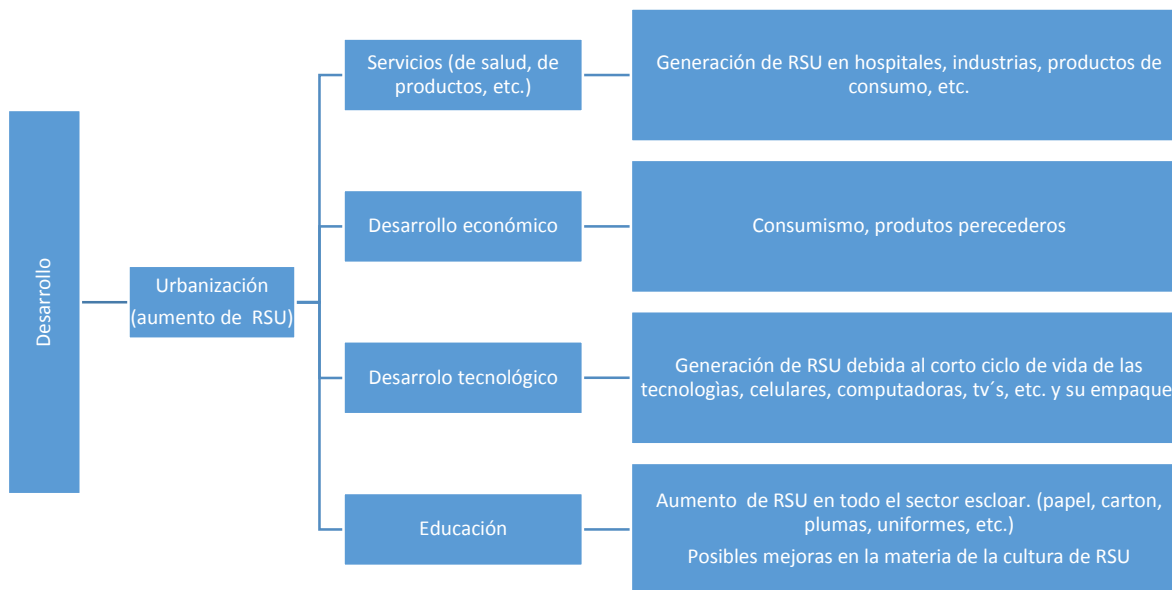 Desarrollo
Urbanización
(aumento de  RSU)
Servicios (de salud, de
productos, etc.)
Generación de RSU en hospitales, industrias, productos de
consumo, etc.
Desarrollo económico
Consumismo, produtos perecederos
Desarrolo tecnológico
Generación de RSU debida al corto ciclo de vida de las
tecnologìas, celulares, computadoras, tv´s, etc. y su empaque
Educación
Aumento  de RSU en todo el sector escloar. (papel, carton,
plumas, uniformes, etc.)
Posibles mejoras en la materia de la cultura de RSU